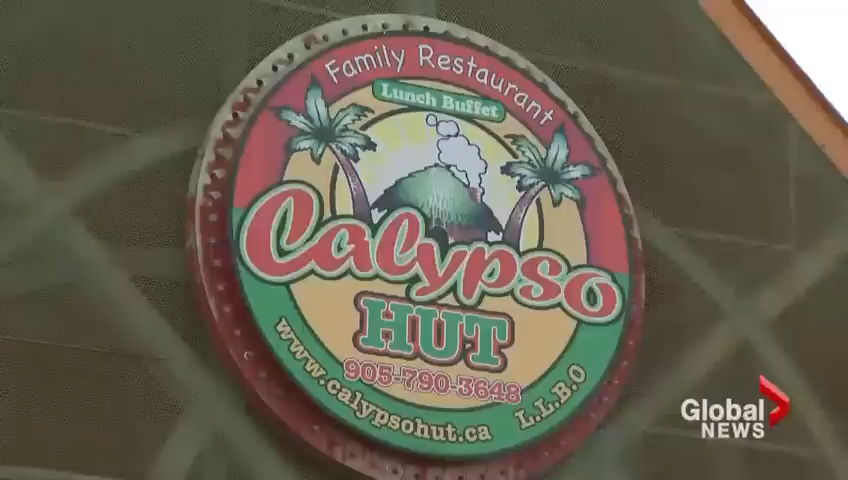 Family Restaurant
Lunch Buffet
Calypso
HUT
905-790-3648
www.calypsohut.ca
L.L.B.O
Global
NEWS